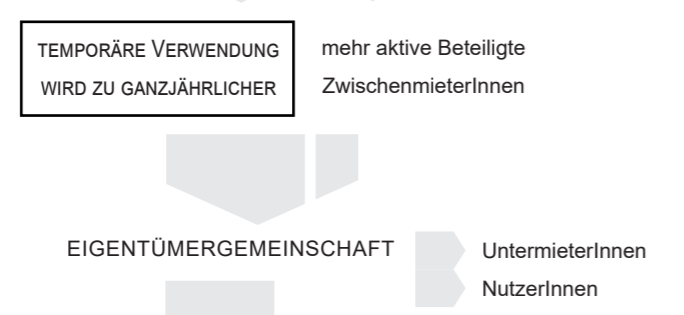 TEMPORÄRE VERWENDUNG
WIRD ZU GANZJÄHRLICHER
mehr aktive Beteiligte
ZwischenmieterInnen
EIGENTÜMERGEMEINSCHAFT
UntermieterInnen
NutzerInnen